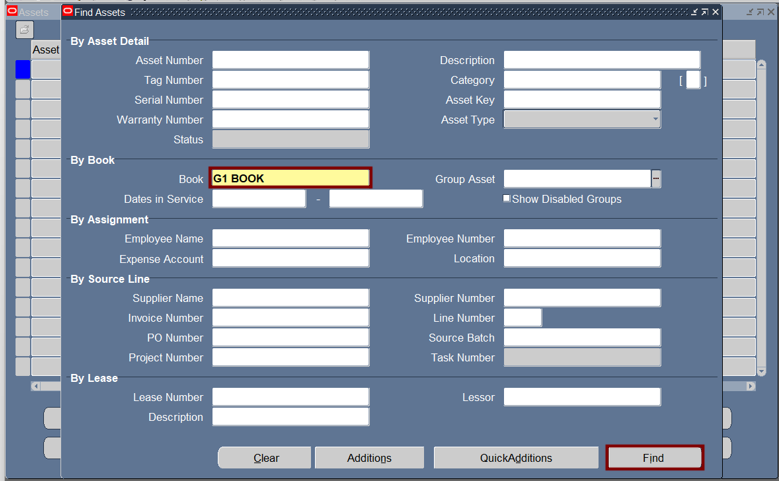 Assets
Find Assets
Asset
By Asset Detail
Asset Number
Description
Tag Number
Category
[ ]
Serial Number
Asset Key
Warranty Number
Asset Type
Status
By Book
Book
G1 BOOK
Group Asset
Dates in Service
-
Show Disabled Groups
By Assignment
Employee Name
Employee Number
Expense Account
Location
By Source Line
Supplier Name
Supplier Number
Invoice Number
Line Number
PO Number
Source Batch
Project Number
Task Number
By Lease
Lease Number
Lessor
Description
Clear
Additions
QuickAdditions
Find